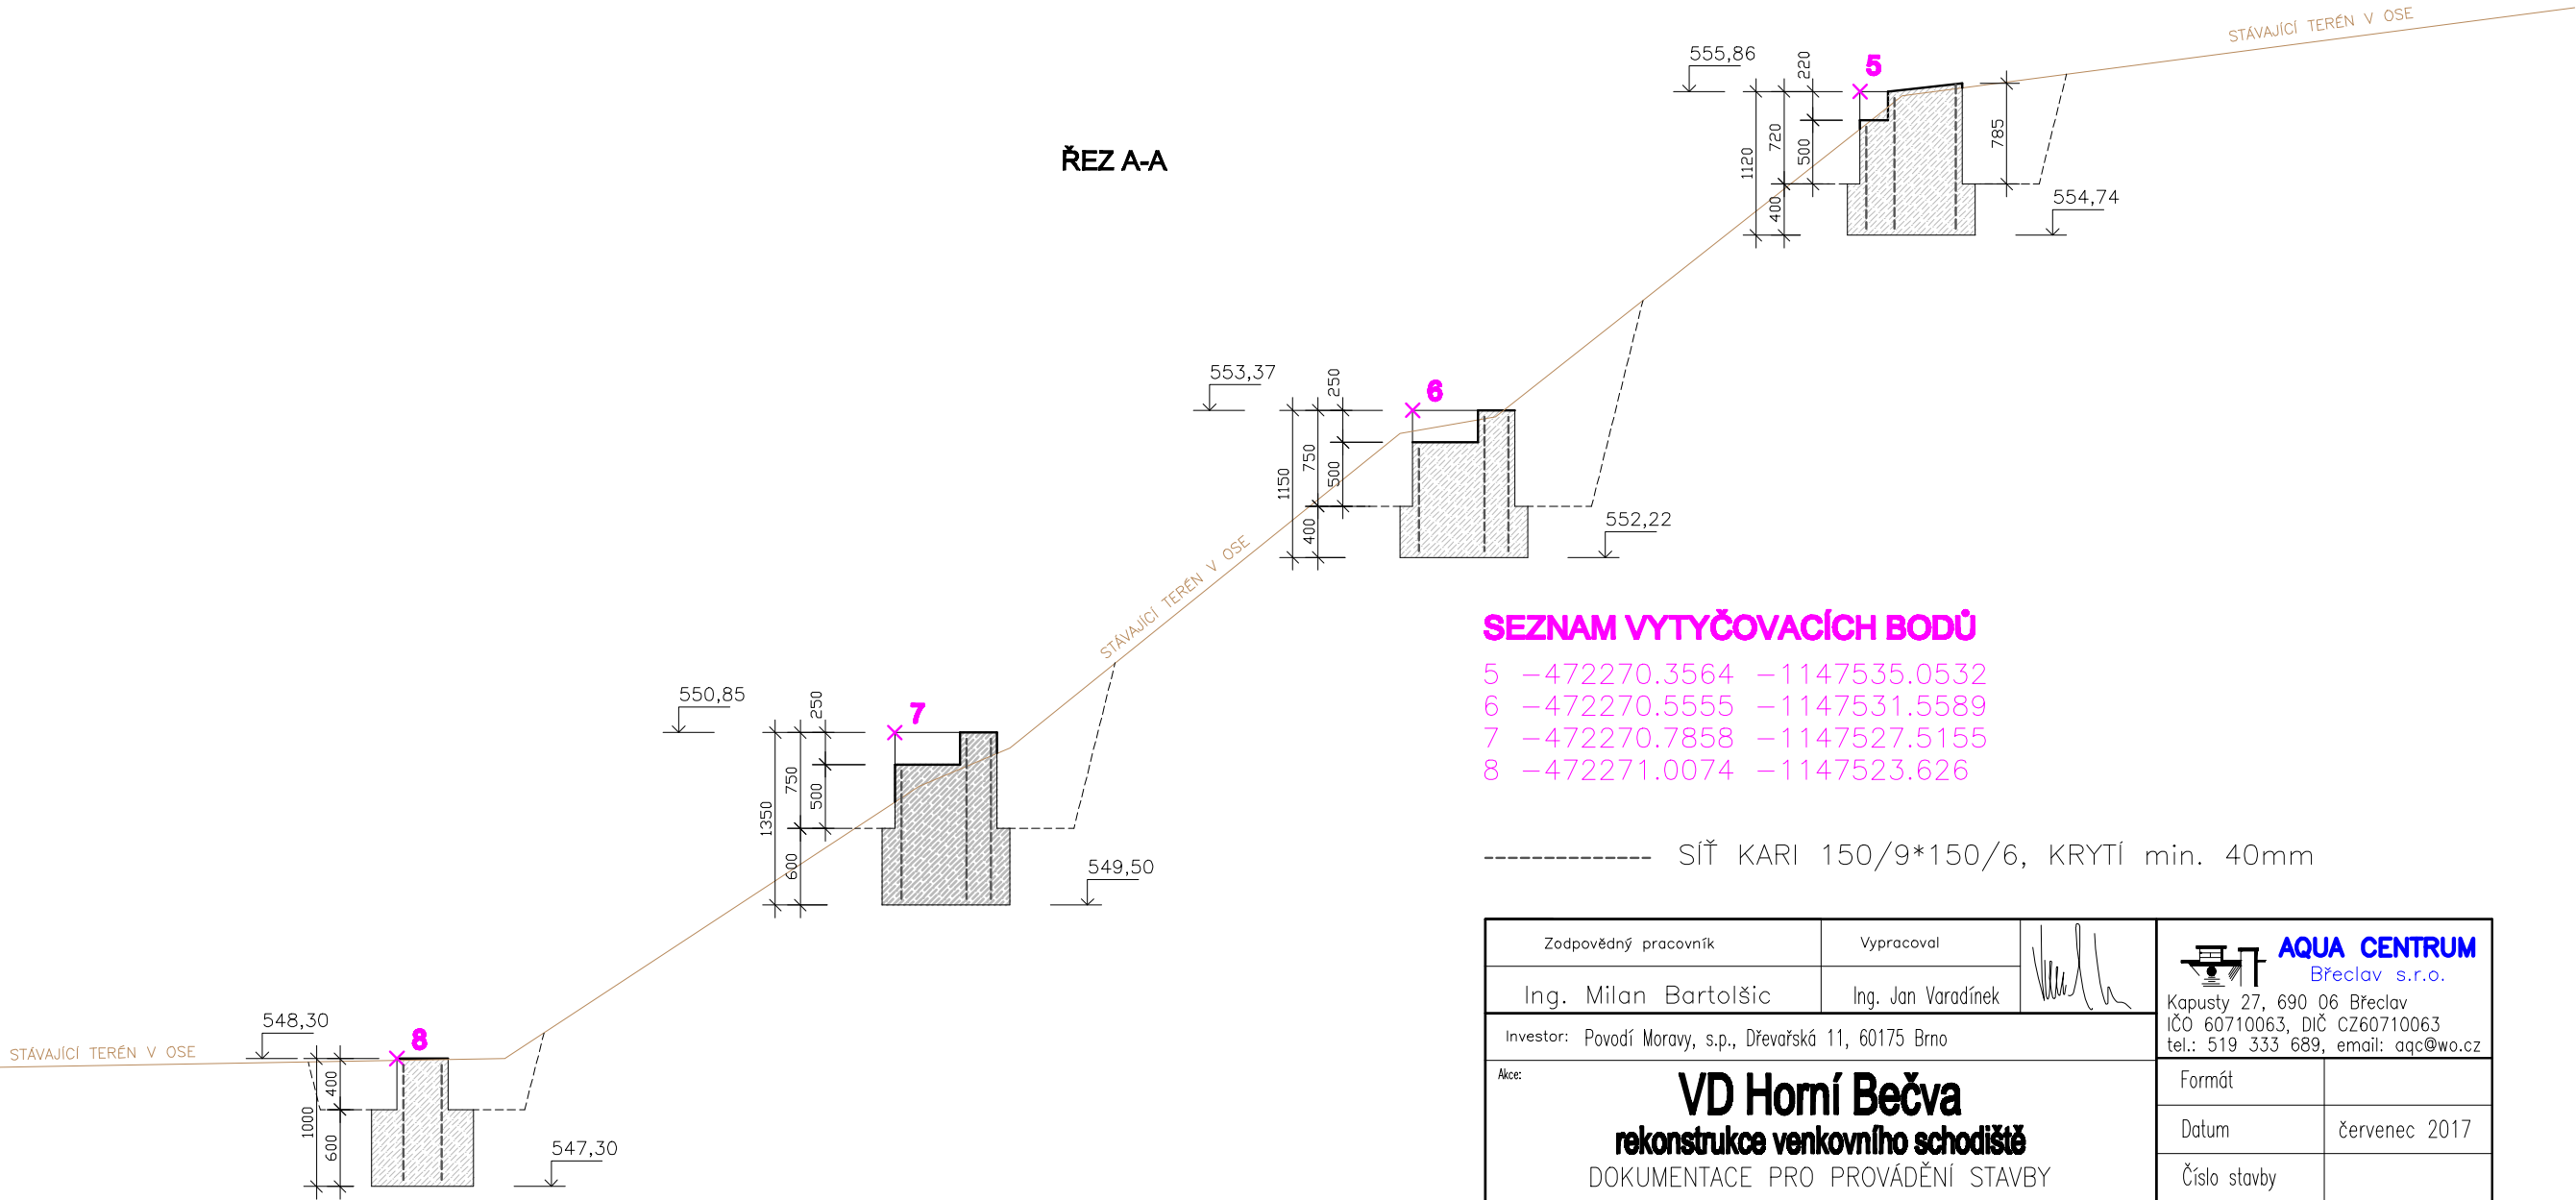 STÁVAJÍCÍ TERÉN V OSE
555,86
5
220
720
500
1120
400
785
554,74
ŘEZ A-A
553,37
6
250
750
500
1150
400
552,22
STÁVAJÍCÍ TERÉN V OSE
550,85
7
250
750
500
1350
600
549,50
STÁVAJÍCÍ TERÉN V OSE
548,30
8
400
1000
600
547,30
SEZNAM VYTYČOVACÍCH BODŮ
5 -472270.3564 -1147535.0532
6 -472270.5555 -1147531.5589
7 -472270.7858 -1147527.5155
8 -472271.0074 -1147523.626
SÍŤ KARI 150/9*150/6, KRYTÍ min. 40mm
Zodpovědný pracovník
Vypracoval
Ing. Milan Bartolšic
Ing. Jan Varadínek
AQUA CENTRUM
Břeclav s.r.o.
Kapusty 27, 690 06 Břeclav
IČO 60710063, DIČ CZ60710063
tel.: 519 333 689, email: aqc@wo.cz
Investor: Povodí Moravy, s.p., Dřevařská 11, 60175 Brno
Akce:
VD Horní Bečva
rekonstrukce venkovního schodiště
DOKUMENTACE PRO PROVÁDĚNÍ STAVBY
Formát
Datum červenec 2017
Číslo stavby